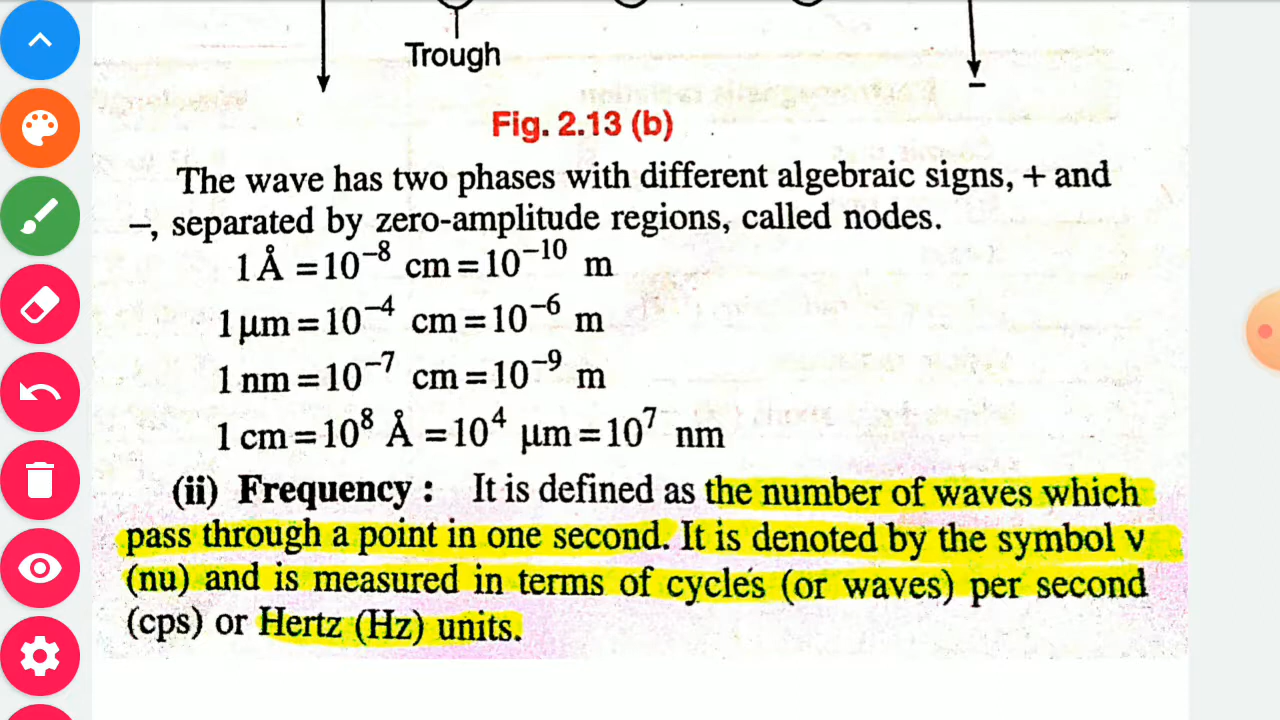 Trough
Fig. 2.13 (b)
The wave has two phases with different algebraic signs, + and
–, separated by zero-amplitude regions, called nodes.
1 Å = 10⁻⁸ cm = 10⁻¹⁰ m
1 μm = 10⁻⁴ cm = 10⁻⁶ m
1 nm = 10⁻⁷ cm = 10⁻⁹ m
1 cm = 10⁸ Å = 10⁴ μm = 10⁷ nm
(ii) Frequency : It is defined as the number of waves which
pass through a point in one second. It is denoted by the symbol ν
(nu) and is measured in terms of cycles (or waves) per second
(cps) or Hertz (Hz) units.